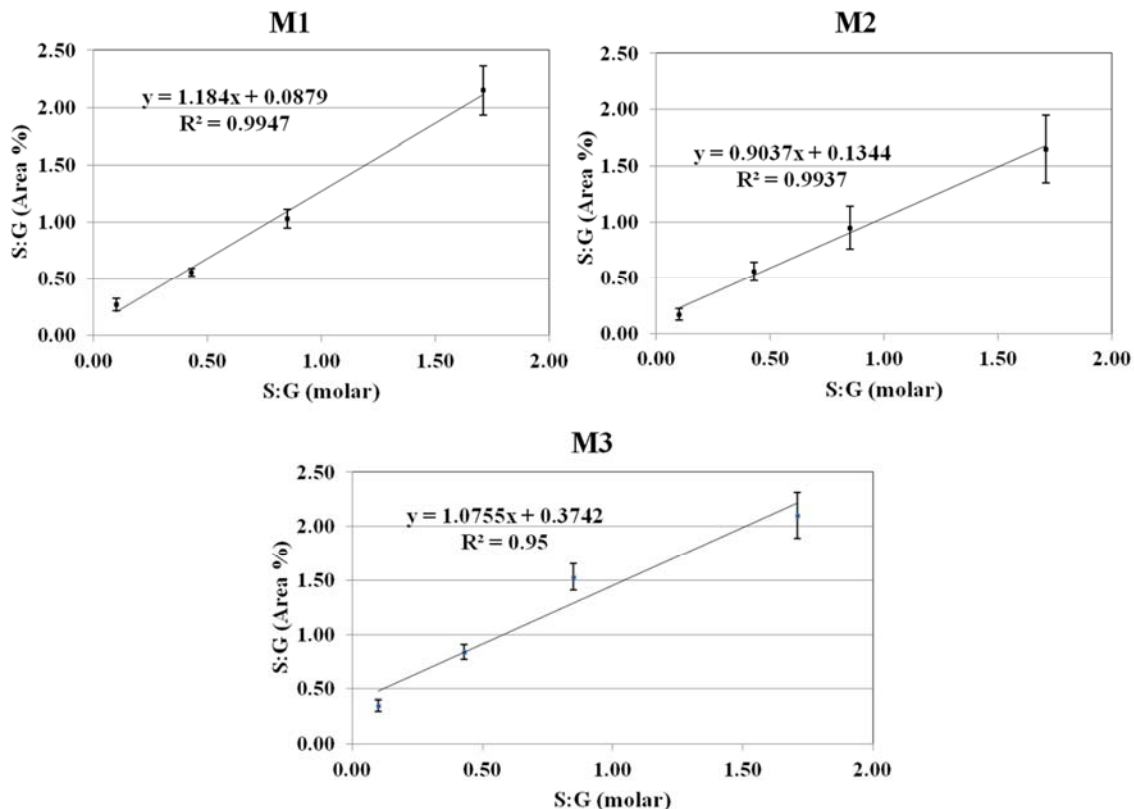 M1
2.50
2.00
1.50
1.00
0.50
0.00
S:G (Area %)
y = 1.184x + 0.0879
R² = 0.9947
0.00 0.50 1.00 1.50 2.00
S:G (molar)
M2
2.50
2.00
1.50
1.00
0.50
0.00
S:G (Area %)
y = 0.9037x + 0.1344
R² = 0.9937
0.00 0.50 1.00 1.50 2.00
S:G (molar)
M3
2.50
2.00
1.50
1.00
0.50
0.00
S:G (Area %)
y = 1.0755x + 0.3742
R² = 0.95
0.00 0.50 1.00 1.50 2.00
S:G (molar)